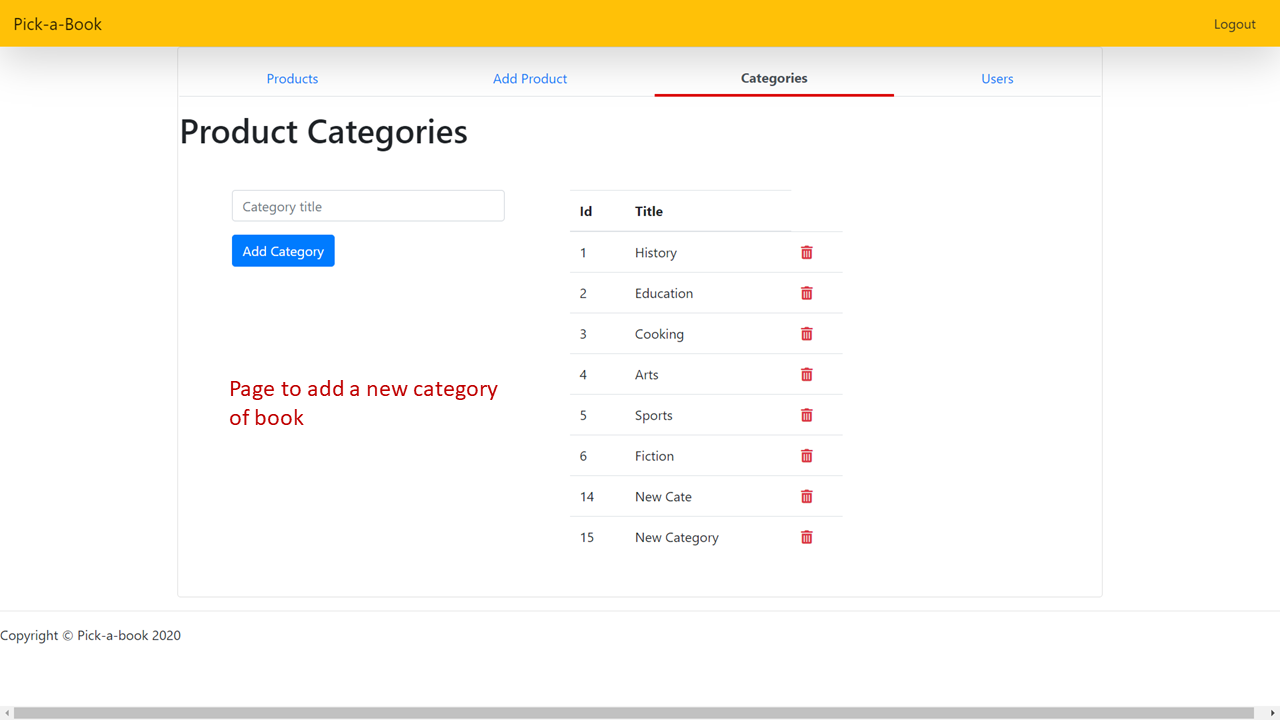 Pick-a-Book
Logout
Products
Add Product
Categories
Users
Product Categories
Category title
Add Category
Page to add a new category
of book
Id Title
1 History
2 Education
3 Cooking
4 Arts
5 Sports
6 Fiction
14 New Cate
15 New Category
Copyright © Pick-a-book 2020